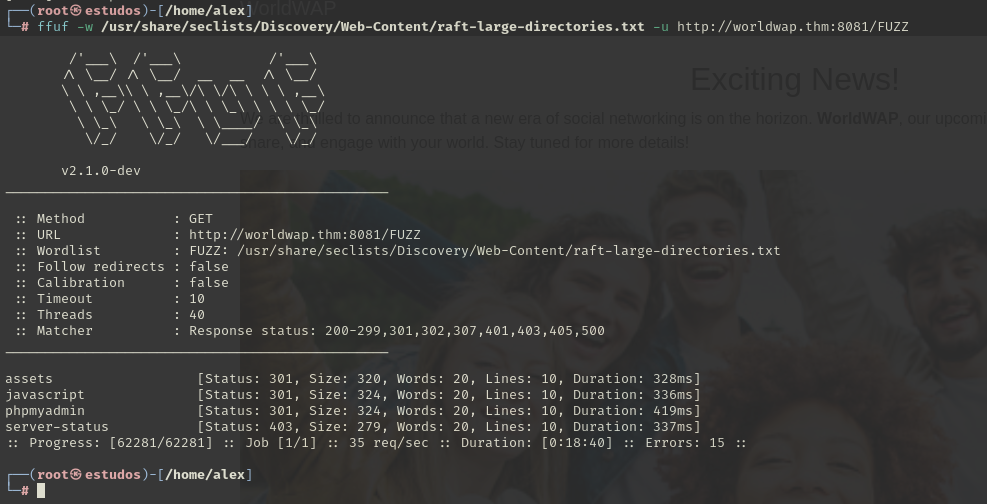 WorldWAP
┌──(root㉿estudos)-[/home/alex]
└─# ffuf -w /usr/share/seclists/Discovery/Web-Content/raft-large-directories.txt -u http://worldwap.thm:8081/FUZZ
Exciting News!
to announce that a new era of social networking is on the horizon. WorldWAP, our upcomi
share, and engage with your world. Stay tuned for more details!
v2.1.0-dev
:: Method : GET
:: URL : http://worldwap.thm:8081/FUZZ
:: Wordlist : FUZZ: /usr/share/seclists/Discovery/Web-Content/raft-large-directories.txt
:: Follow redirects : false
:: Calibration : false
:: Timeout : 10
:: Threads : 40
:: Matcher : Response status: 200-299,301,302,307,401,403,405,500
assets [Status: 301, Size: 320, Words: 20, Lines: 10, Duration: 328ms]
javascript [Status: 301, Size: 324, Words: 20, Lines: 10, Duration: 336ms]
phpmyadmin [Status: 301, Size: 324, Words: 20, Lines: 10, Duration: 419ms]
server-status [Status: 403, Size: 279, Words: 20, Lines: 10, Duration: 337ms]
:: Progress: [62281/62281] :: Job [1/1] :: 35 req/sec :: Duration: [0:18:40] :: Errors: 15 ::
┌──(root㉿estudos)-[/home/alex]
└─#